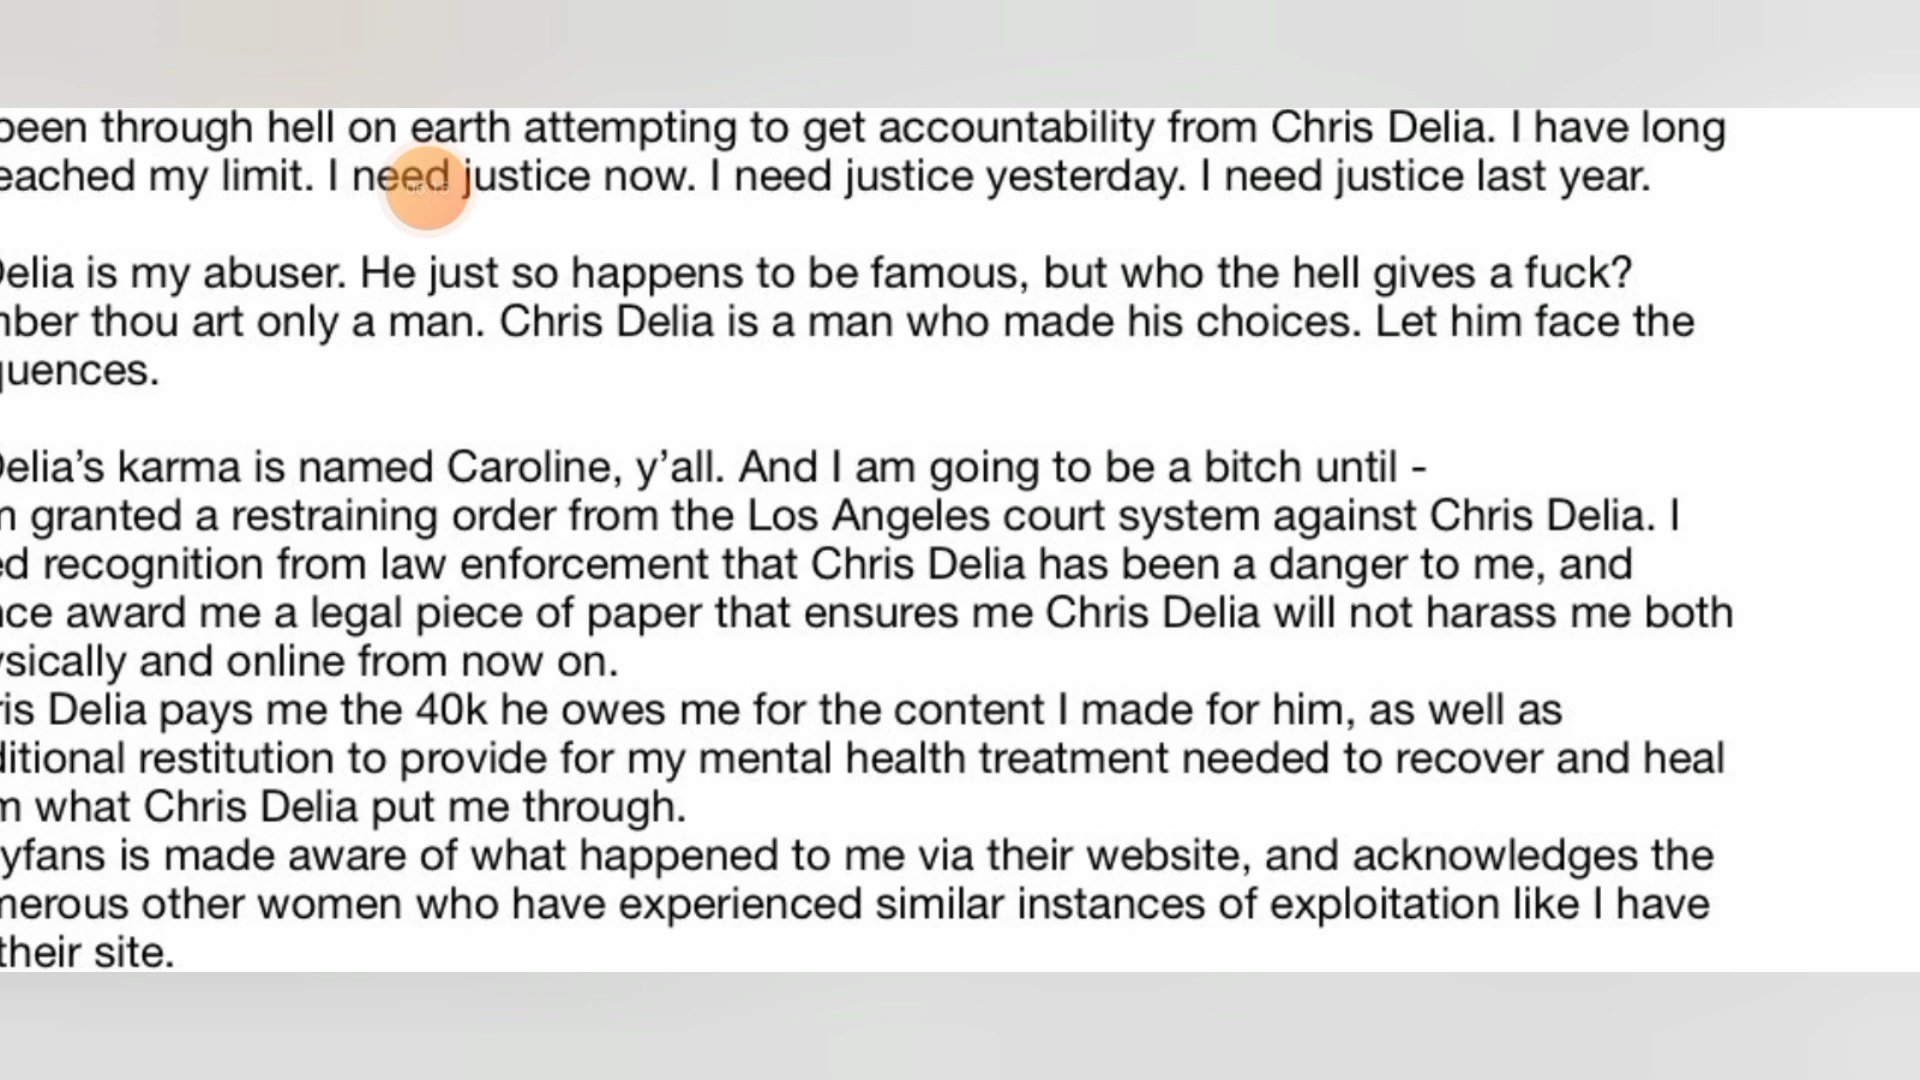 been through hell on earth attempting to get accountability from Chris Delia. I have long
eached my limit. I need justice now. I need justice yesterday. I need justice last year.
Delia is my abuser. He just so happens to be famous, but who the hell gives a fuck?
mber thou art only a man. Chris Delia is a man who made his choices. Let him face the
quences.
Delia’s karma is named Caroline, y’all. And I am going to be a bitch until -
m granted a restraining order from the Los Angeles court system against Chris Delia. I
ed recognition from law enforcement that Chris Delia has been a danger to me, and
nce award me a legal piece of paper that ensures me Chris Delia will not harass me both
ysically and online from now on.
ris Delia pays me the 40k he owes me for the content I made for him, as well as
ditional restitution to provide for my mental health treatment needed to recover and heal
m what Chris Delia put me through.
yfans is made aware of what happened to me via their website, and acknowledges the
merous other women who have experienced similar instances of exploitation like I have
their site.